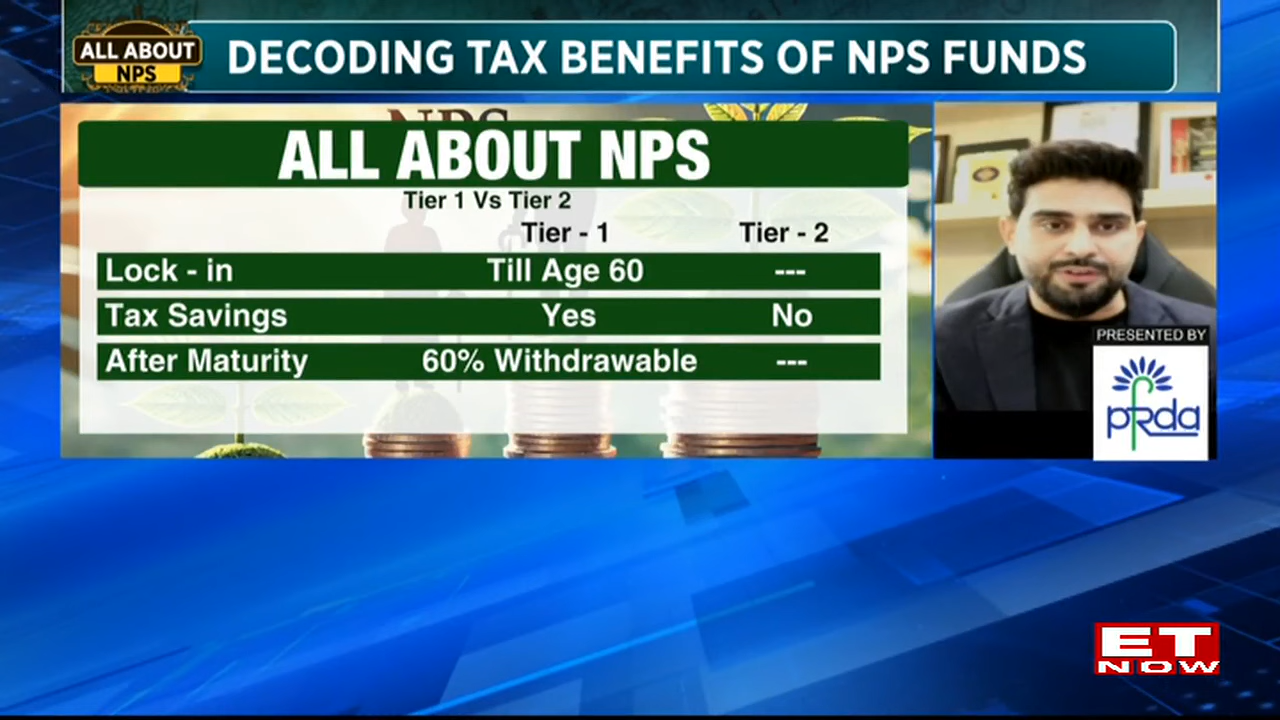 ALL ABOUT
NPS
DECODING TAX BENEFITS OF NPS FUNDS
NPS
ALL ABOUT NPS
Tier 1 Vs Tier 2
Tier - 1 Tier - 2
Lock - in Till Age 60 ---
Tax Savings Yes No
After Maturity 60% Withdrawable ---
PRESENTED BY
pfrda
ET
NOW